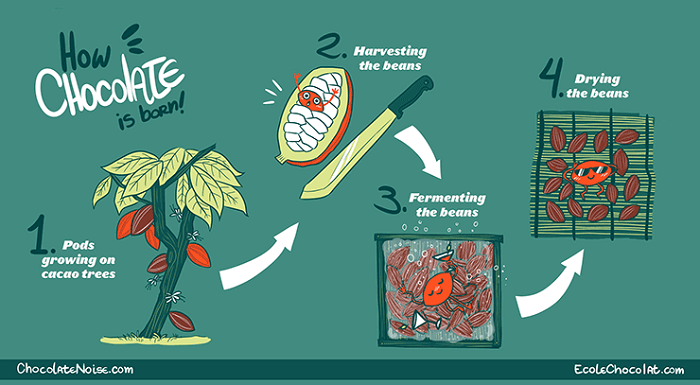 How
CHOCOLATE
is born!
1. Pods
growing on
cacao trees
2. Harvesting
the beans
3. Fermenting
the beans
4. Drying
the beans
ChocolateNoise.com
EcoleChocolat.com